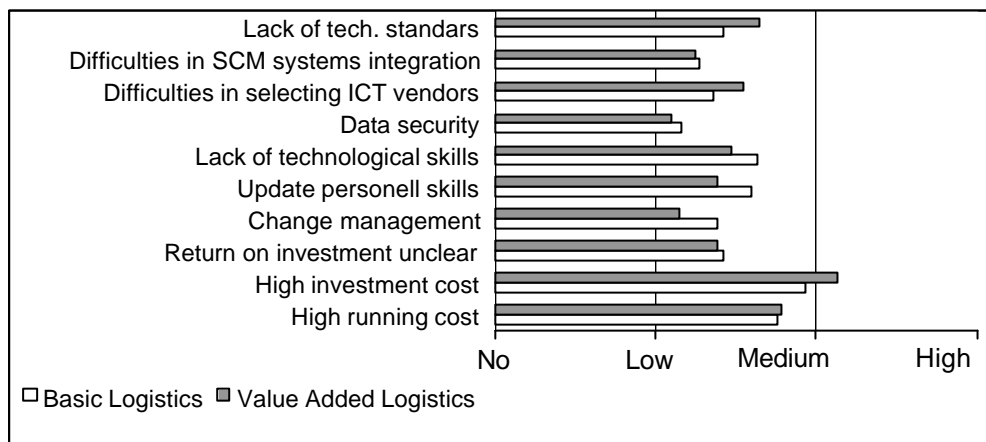 Lack of tech. standars
Difficulties in SCM systems integration
Difficulties in selecting ICT vendors
Data security
Lack of technological skills
Update personell skills
Change management
Return on investment unclear
High investment cost
High running cost
No Low Medium High
Basic Logistics Value Added Logistics